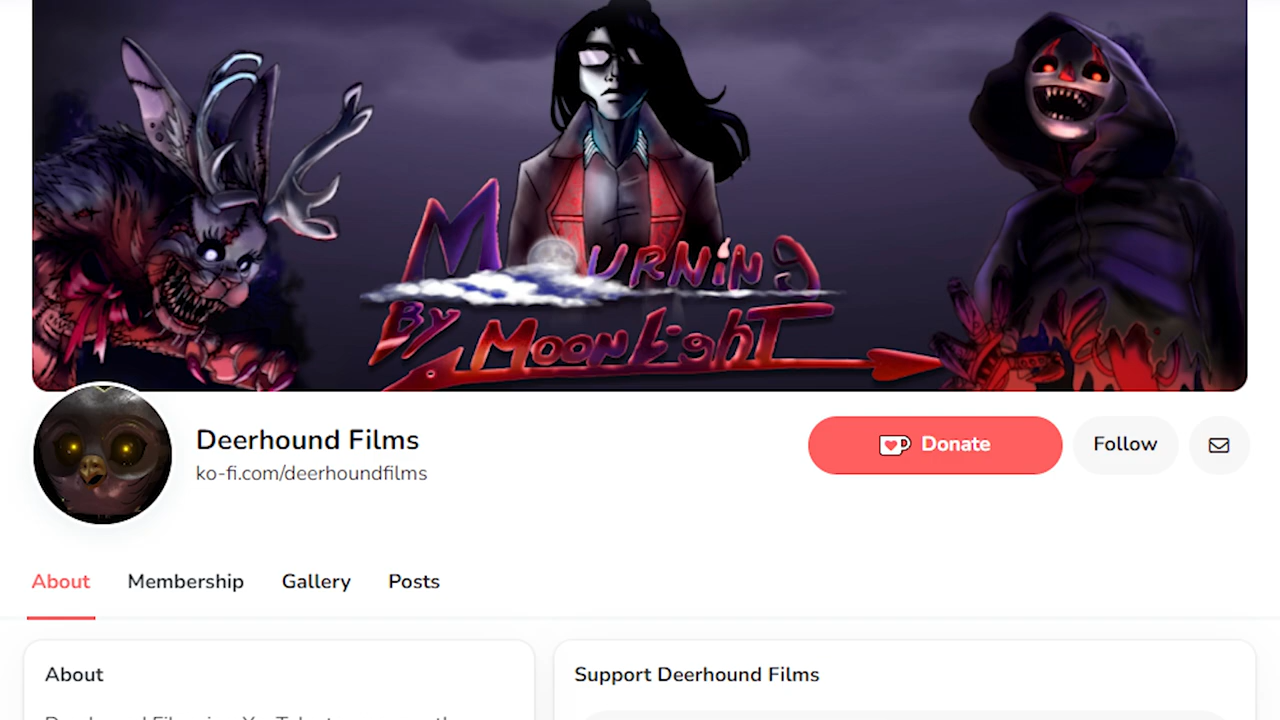 MOURNING
BY MOONLIGHT
Deerhound Films
ko-fi.com/deerhoundfilms
Donate
Follow
About
Membership
Gallery
Posts
About
Support Deerhound Films